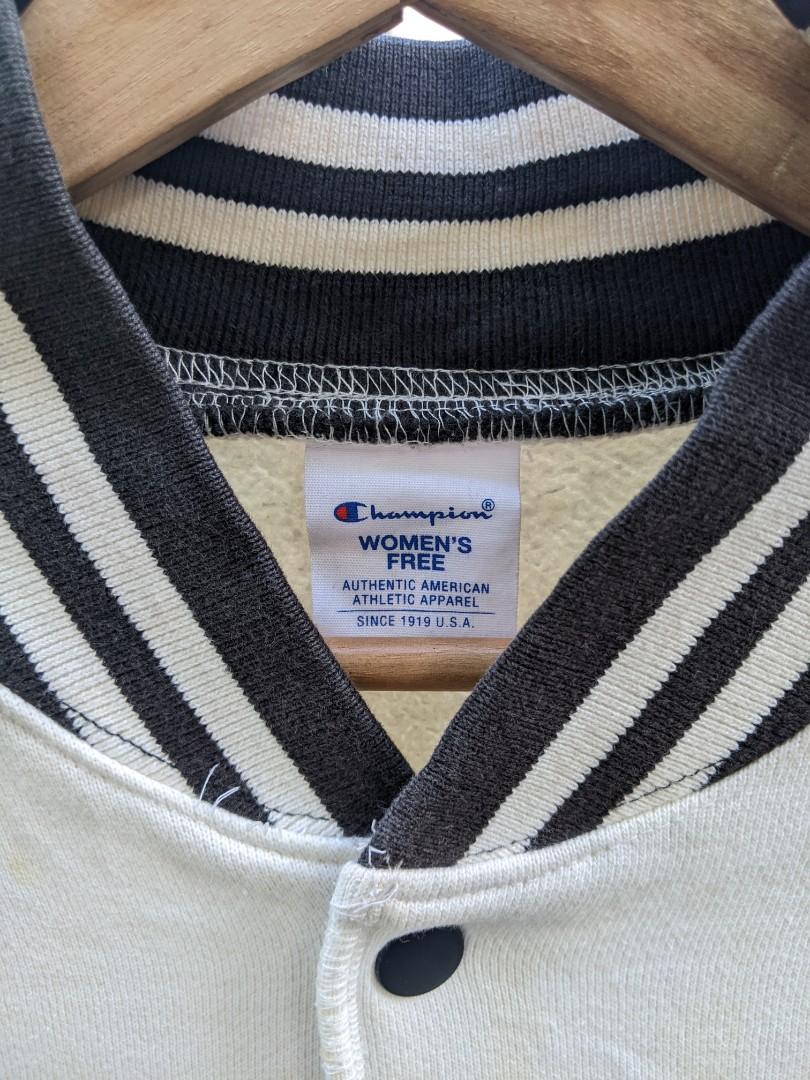 Champion®
WOMEN'S
FREE
AUTHENTIC AMERICAN
ATHLETIC APPAREL
SINCE 1919 U.S.A.